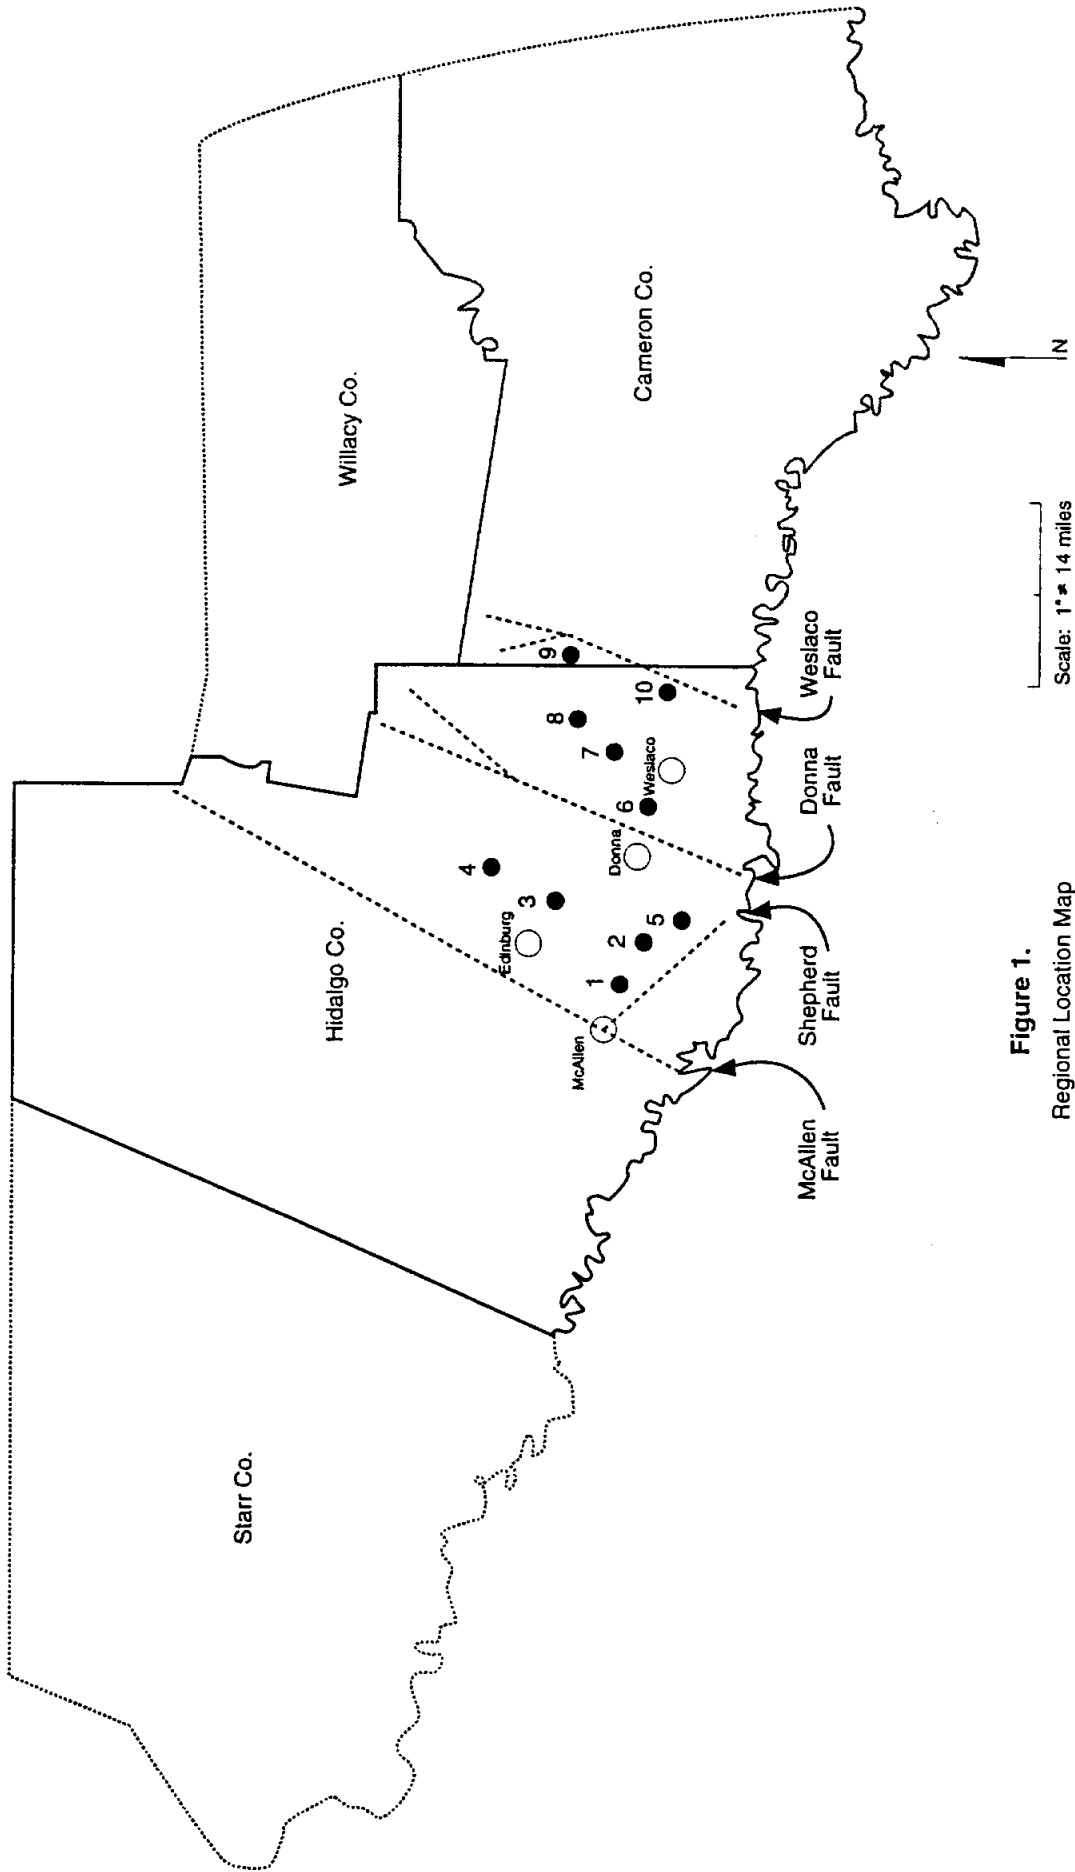 Starr Co.
Hidalgo Co.
Willacy Co.
Cameron Co.
McAllen
A
Edinburg
Donna
Weslaco
1
2
3
4
5
6
7
8
9
10
McAllen
Fault
Shepherd
Fault
Donna
Fault
Weslaco
Fault
N
Scale: 1" ≈ 14 miles
Figure 1.
Regional Location Map